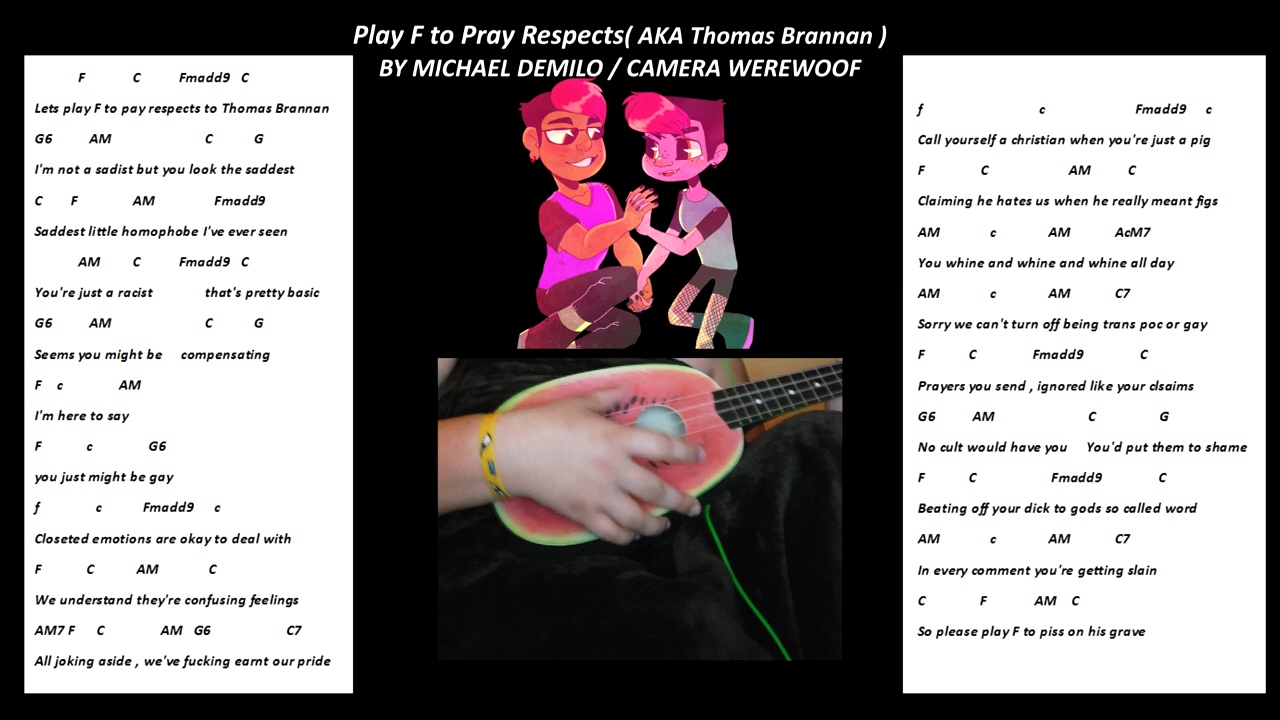 Play F to Pray Respects( AKA Thomas Brannan )
BY MICHAEL DEMILO / CAMERA WEREWOOF
F C Fmadd9 C
Lets play F to pay respects to Thomas Brannan
G6 AM C G
I'm not a sadist but you look the saddest
C F AM Fmadd9
Saddest little homophobe I've ever seen
AM C Fmadd9 C
You're just a racist that's pretty basic
G6 AM C G
Seems you might be compensating
F c AM
I'm here to say
F c G6
you just might be gay
f c Fmadd9 c
Closeted emotions are okay to deal with
F C AM C
We understand they're confusing feelings
AM7 F C AM G6 C7
All joking aside , we've fucking earnt our pride
f c Fmadd9 c
Call yourself a christian when you're just a pig
F C AM C
Claiming he hates us when he really meant figs
AM c AM AcM7
You whine and whine and whine all day
AM c AM C7
Sorry we can't turn off being trans poc or gay
F C Fmadd9 C
Prayers you send , ignored like your clsaims
G6 AM C G
No cult would have you You'd put them to shame
F C Fmadd9 C
Beating off your dick to gods so called word
AM c AM C7
In every comment you're getting slain
C F AM C
So please play F to piss on his grave